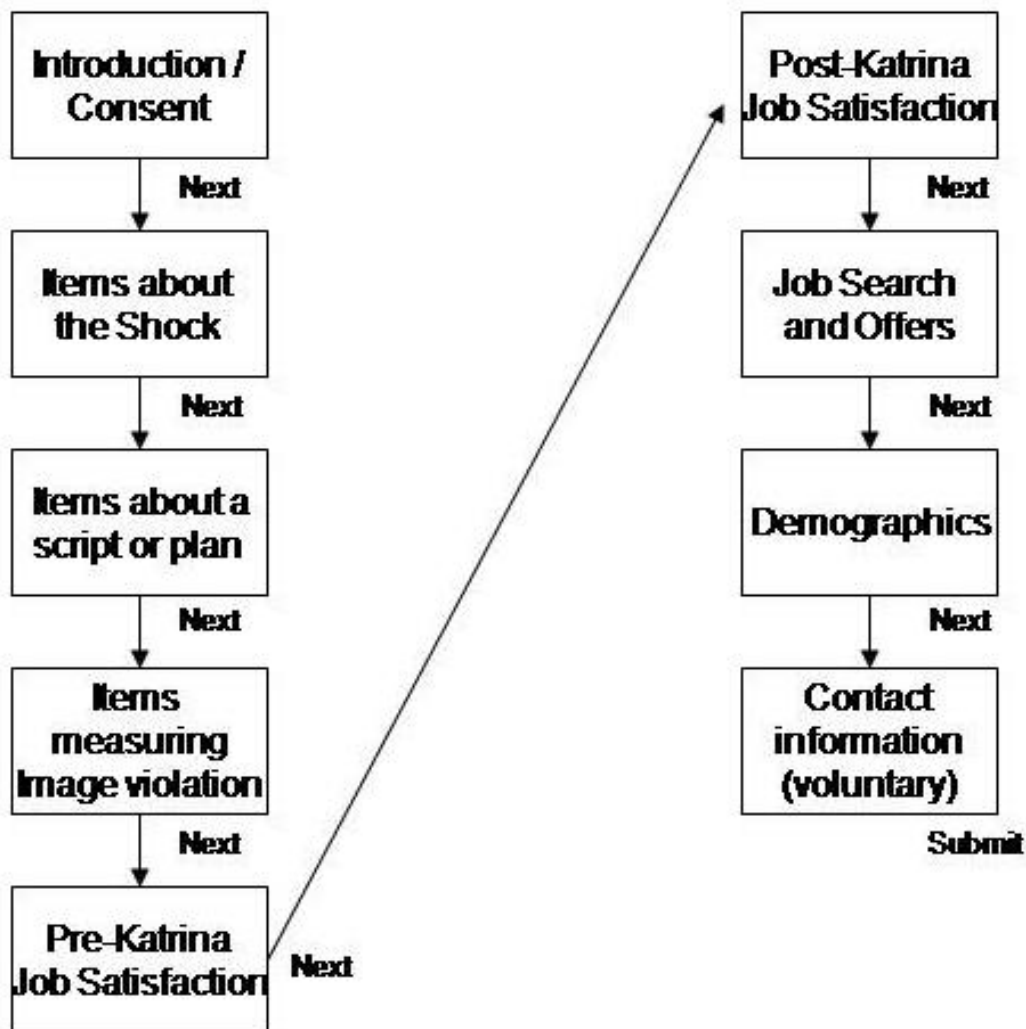 Introduction /
Consent
Next
Items about
the Shock
Next
Items about a
script or plan
Next
Items
measuring
Image violation
Next
Pre-Katrina
Job Satisfaction
Next
Post-Katrina
Job Satisfaction
Next
Job Search
and Offers
Next
Demographics
Next
Contact
information
(voluntary)
Submit